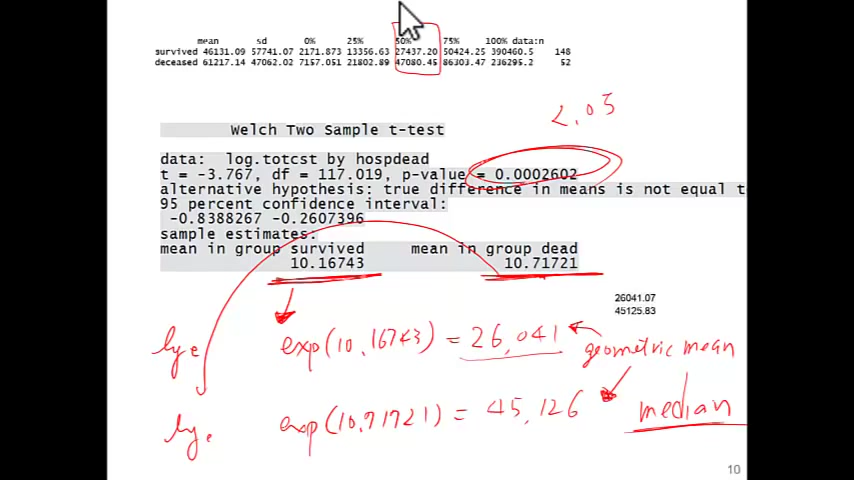 mean sd 0% 25% 50% 75% 100% data:n
survived 46131.09 57741.07 2171.873 13356.63 27437.20 50424.25 390460.5 148
deceased 61217.14 47062.02 7157.051 21802.89 47080.45 86303.47 236295.2 52
<.05
Welch Two Sample t-test
data: log.totcst by hospdead
t = -3.767, df = 117.019, p-value = 0.0002602
alternative hypothesis: true difference in means is not equal t
95 percent confidence interval:
-0.8388267 -0.2607396
sample estimates:
mean in group survived mean in group dead
10.16743 10.71721
26041.07
45125.83
loge exp(10.16743) = 26,041
geometric mean
loge exp(10.71721) = 45,126 median
10